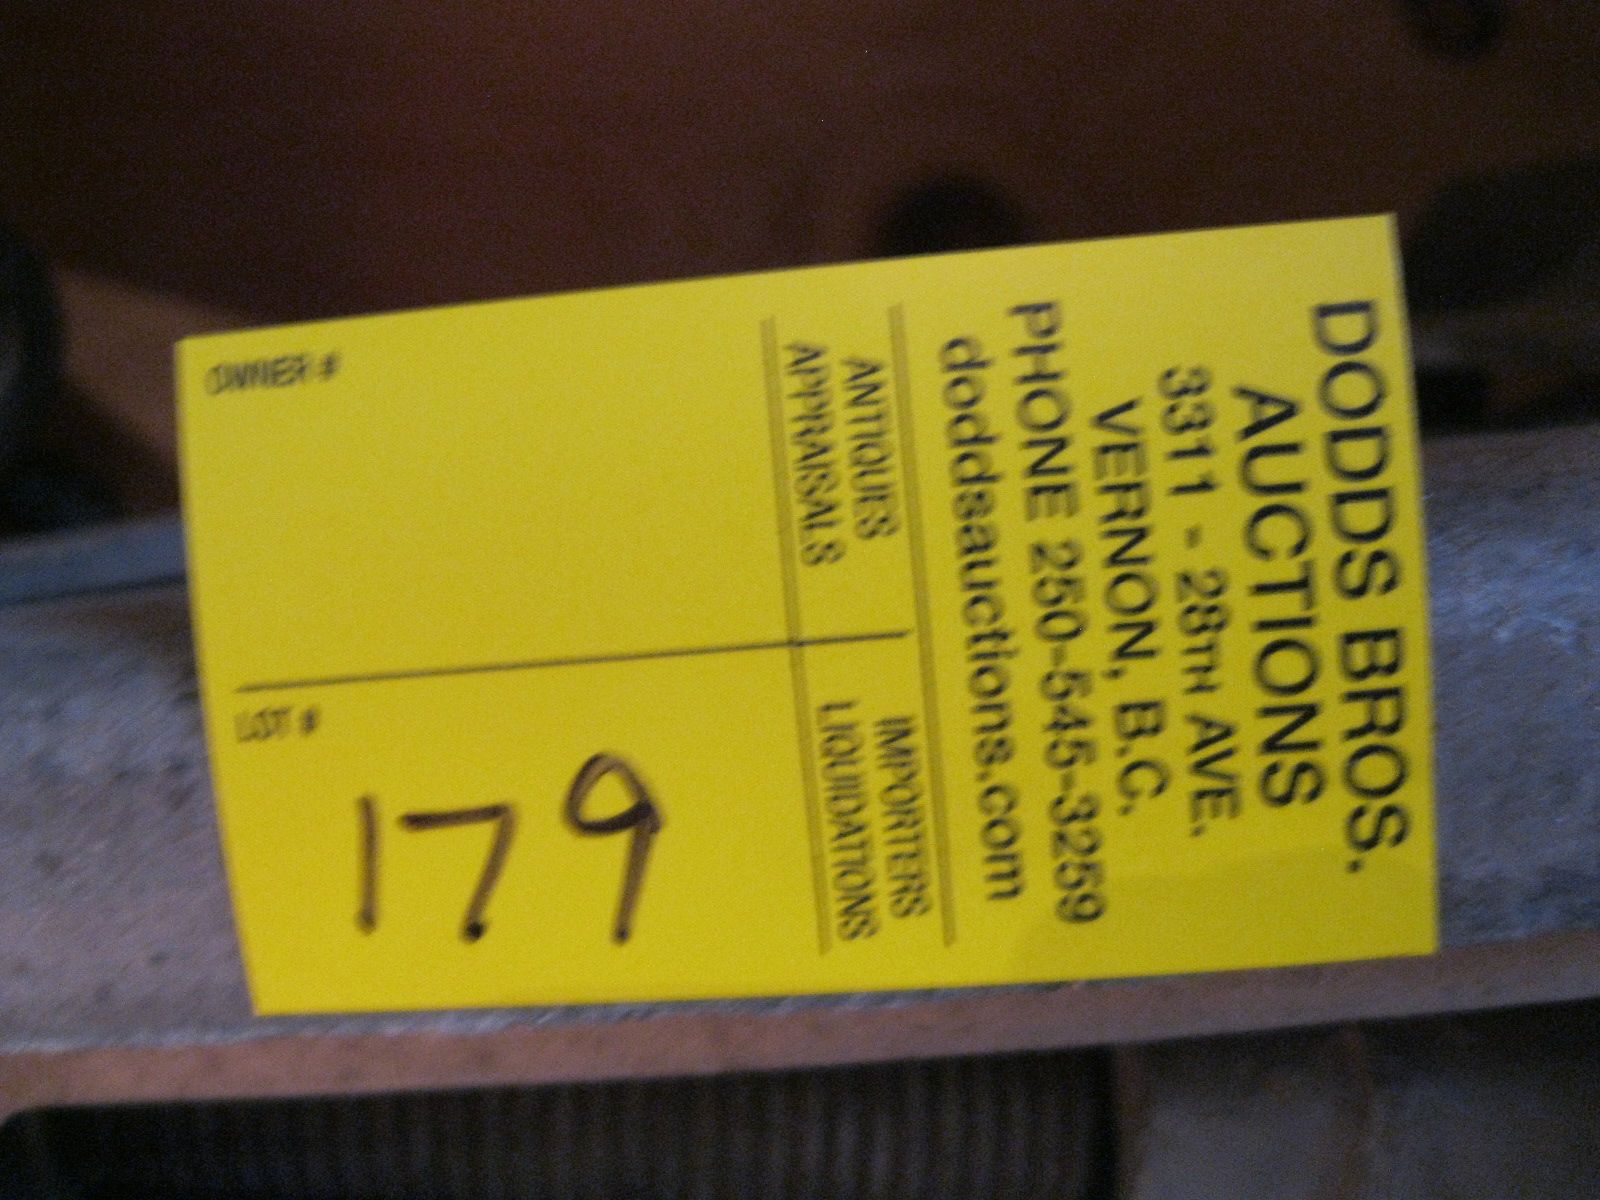 DODDS BROS.
AUCTIONS
3311 - 28TH AVE.
VERNON, B.C.
PHONE 250-545-3259
doddsauctions.com
ANTIQUES IMPORTERS
APPRAISALS LIQUIDATIONS
OWNER #
LOT #
179